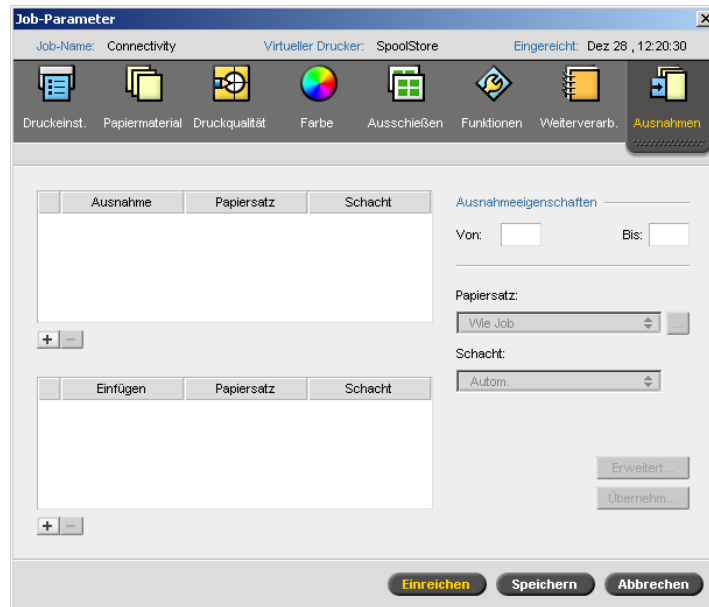 Job-Parameter
Job-Name: Connectivity Virtueller Drucker: SpoolStore Eingereicht: Dez 28 , 12:20:30
Druckeinst. Papiermaterial Druckqualität Farbe Ausschießen Funktionen Weiterverarb. Ausnahmen
Ausnahme Papiersatz Schacht
Ausnahmeeigenschaften
Von: Bis:
Papiersatz:
Wie Job ...
Schacht:
Autom.
Einfügen Papiersatz Schacht
Erweitert...
Übernehm...
Einreichen Speichern Abbrechen